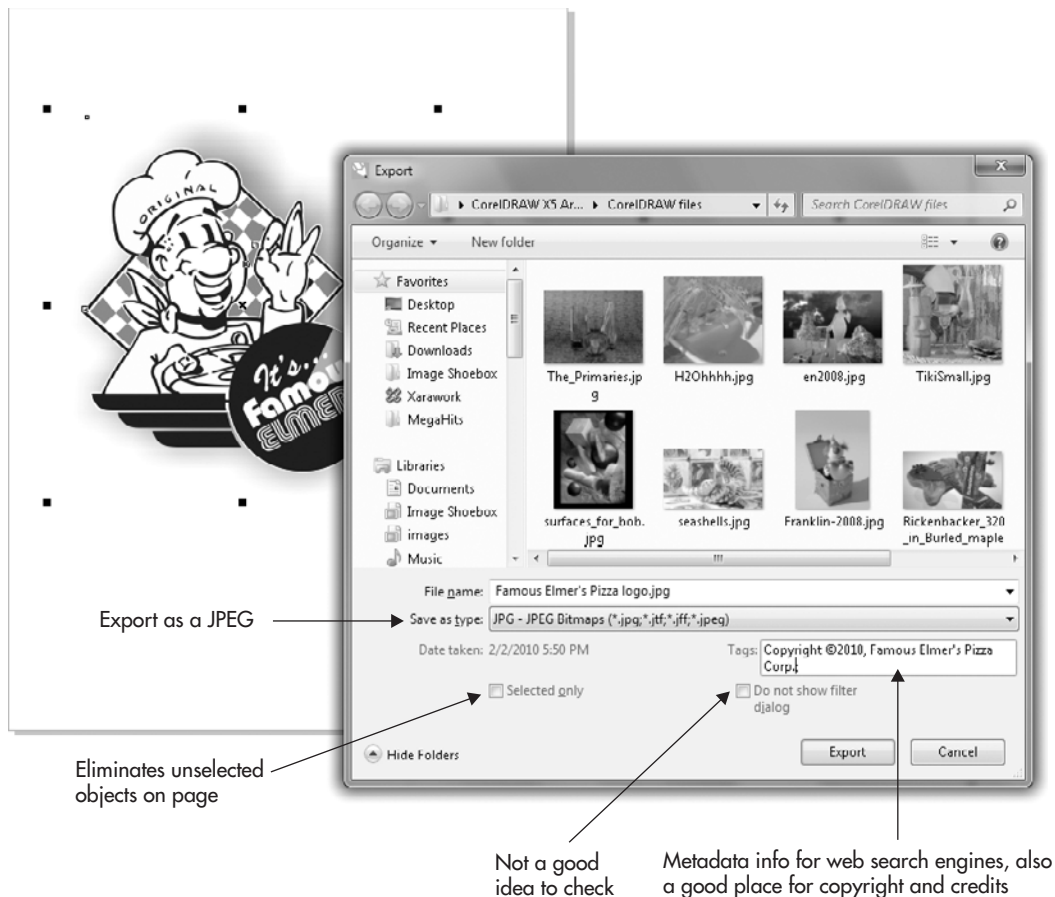 ORIGINAL
It's...
Famou
ELMER
Export
CorelDRAW X5 Ar... ▸ CorelDRAW files
Search CorelDRAW files
Organize
New folder
Favorites
Desktop
Recent Places
Downloads
Image Shoebox
Xarawork
MegaHits
Libraries
Documents
Image Shoebox
images
Music
The_Primaries.jp
g
H2Ohhhh.jpg
en2008.jpg
TikiSmall.jpg
surfaces_for_bob.
jpg
seashells.jpg
Franklin-2008.jpg
Rickenbacker_320
_in_Burled_maple
File name: Famous Elmer's Pizza logo.jpg
Export as a JPEG
Save as type: JPG - JPEG Bitmaps (*.jpg;*.jtf;*.jff;*.jpeg)
Date taken: 2/2/2010 5:50 PM
Tags: Copyright ©2010, Famous Elmer's Pizza
Corp.;
Selected only
Do not show filter
dialog
Hide Folders
Export
Cancel
Eliminates unselected
objects on page
Not a good
idea to check
Metadata info for web search engines, also
a good place for copyright and credits